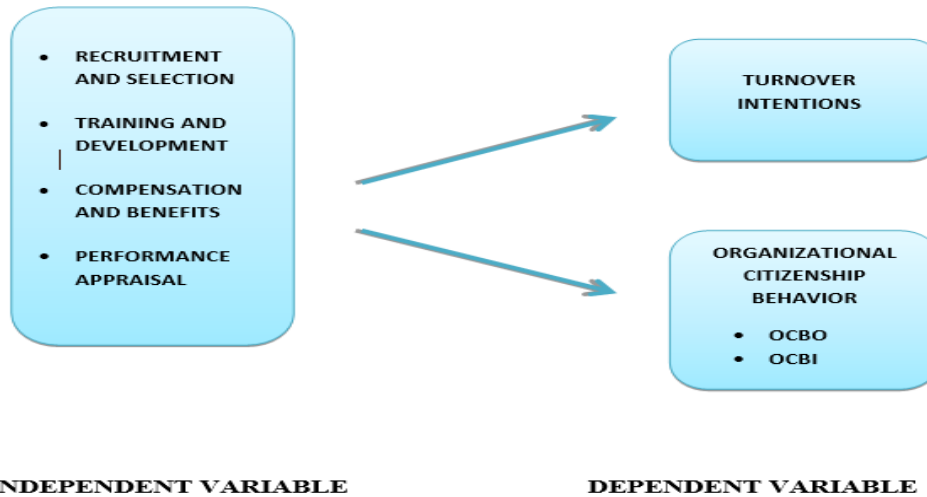 • RECRUITMENT
AND SELECTION
• TRAINING AND
DEVELOPMENT
• COMPENSATION
AND BENEFITS
• PERFORMANCE
APPRAISAL
TURNOVER
INTENTIONS
ORGANIZATIONAL
CITIZENSHIP
BEHAVIOR
• OCBO
• OCBI
NDEPENDENT VARIABLE
DEPENDENT VARIABLE